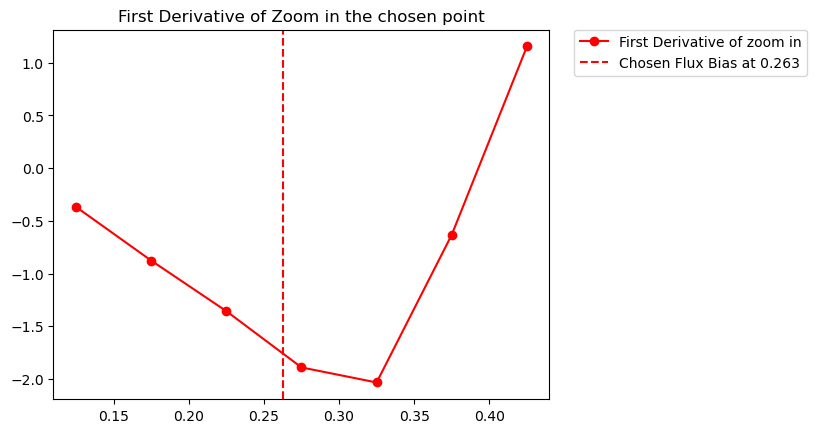 First Derivative of Zoom in the chosen point
First Derivative of zoom in
Chosen Flux Bias at 0.263
1.0
0.5
0.0
−0.5
−1.0
−1.5
−2.0
0.15 0.20 0.25 0.30 0.35 0.40